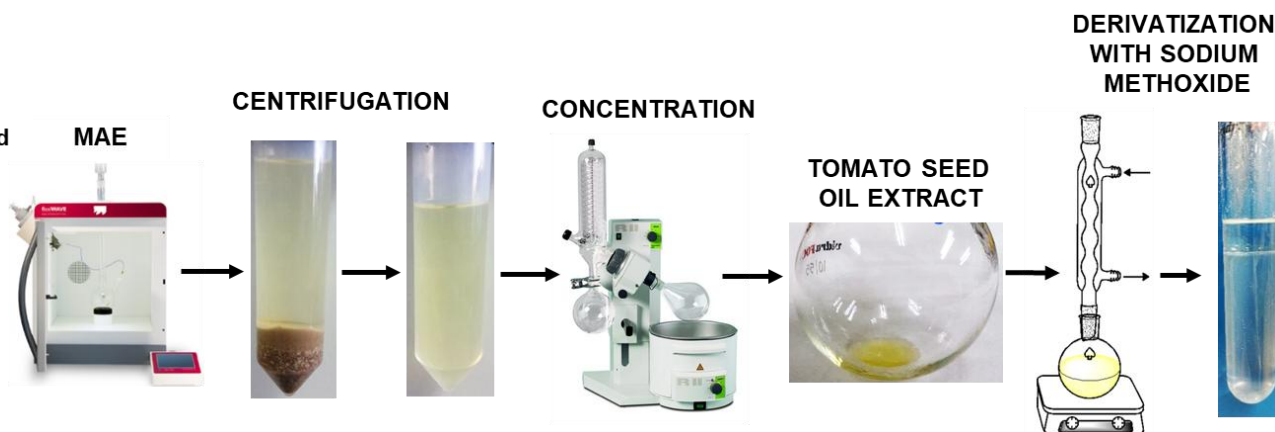 d
MAE
CENTRIFUGATION
CONCENTRATION
TOMATO SEED
OIL EXTRACT
DERIVATIZATION
WITH SODIUM
METHOXIDE